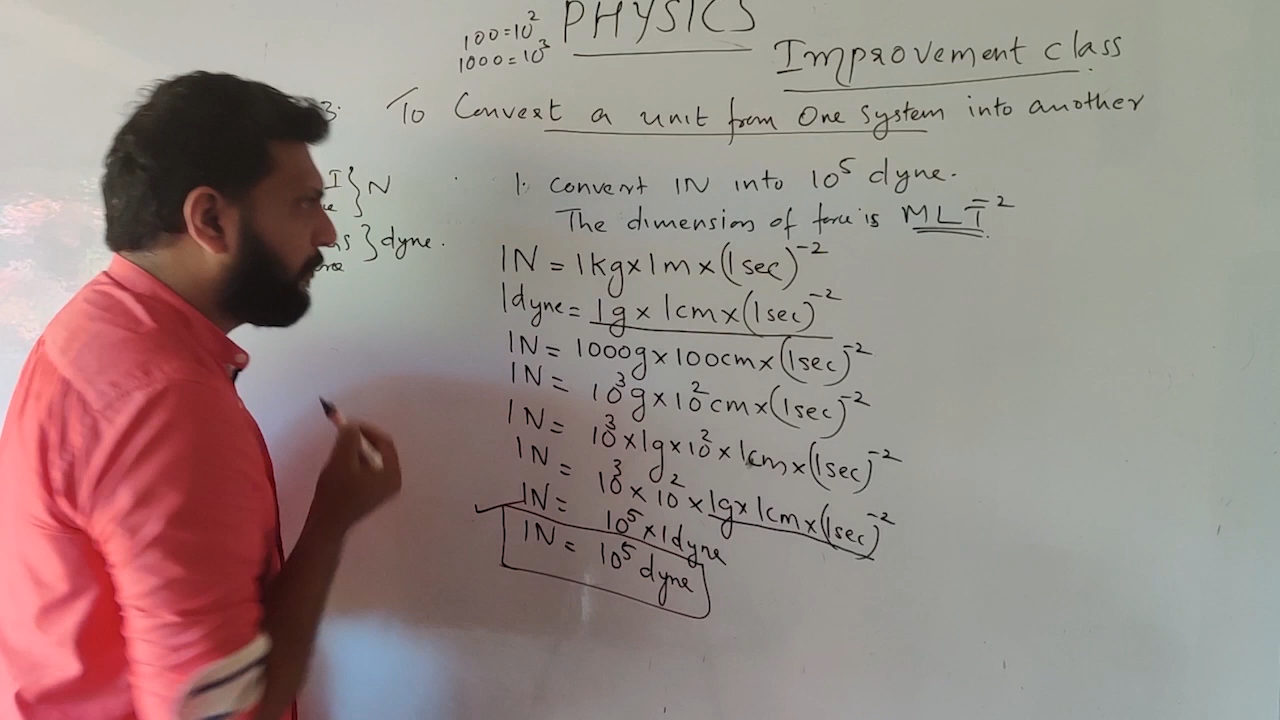 100=10²
PHYSICS
1000=10³
Improvement class
3. To Convert a unit from One System into another
I } N
} dyne.
1. Convert 1N into 10⁵ dyne.
The dimension of force is MLT⁻²
1N = 1kg×1m×(1sec)⁻²
1dyne = 1g × 1cm×(1sec)⁻²
1N = 1000g×100cm×(1sec)⁻²
1N = 10³g×10²cm×(1sec)⁻²
1N = 10³×1g×10²×1cm×(1sec)⁻²
1N = 10³×10²×1g×1cm×(1sec)⁻²
1N = 10⁵×1dyne
1N = 10⁵ dyne